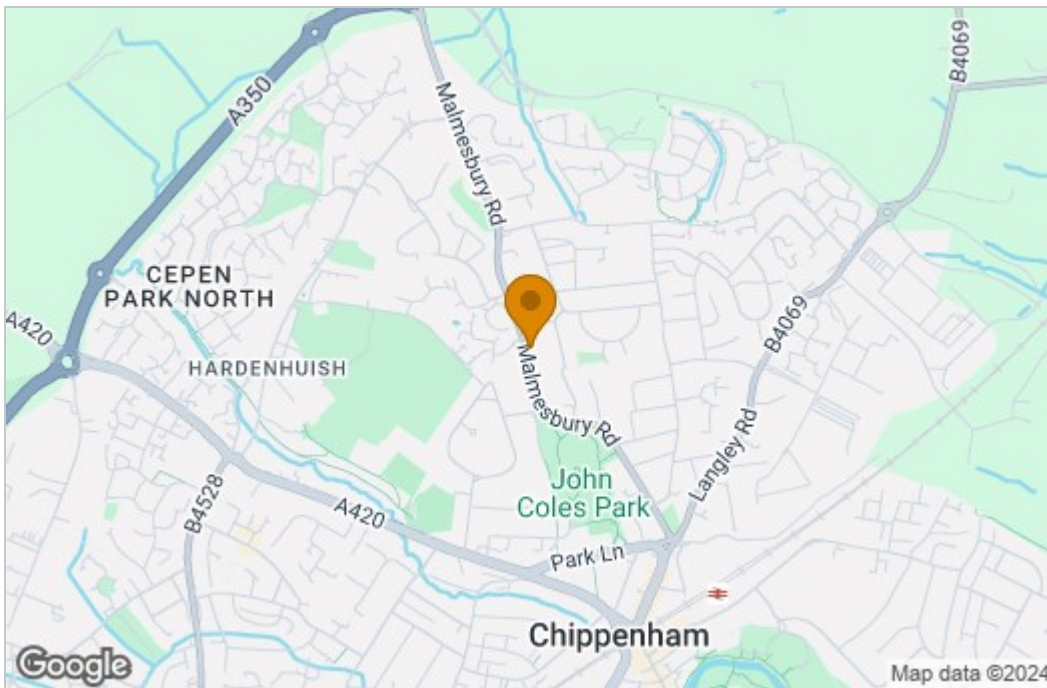 B4069
A350
Malmesbury Rd
CEPEN
PARK NORTH
A420
HARDENHUISH
B4069
Malmesbury Rd
Langley Rd
John
Coles Park
B4528
A420
Park Ln
Chippenham
Google
Map data ©2024